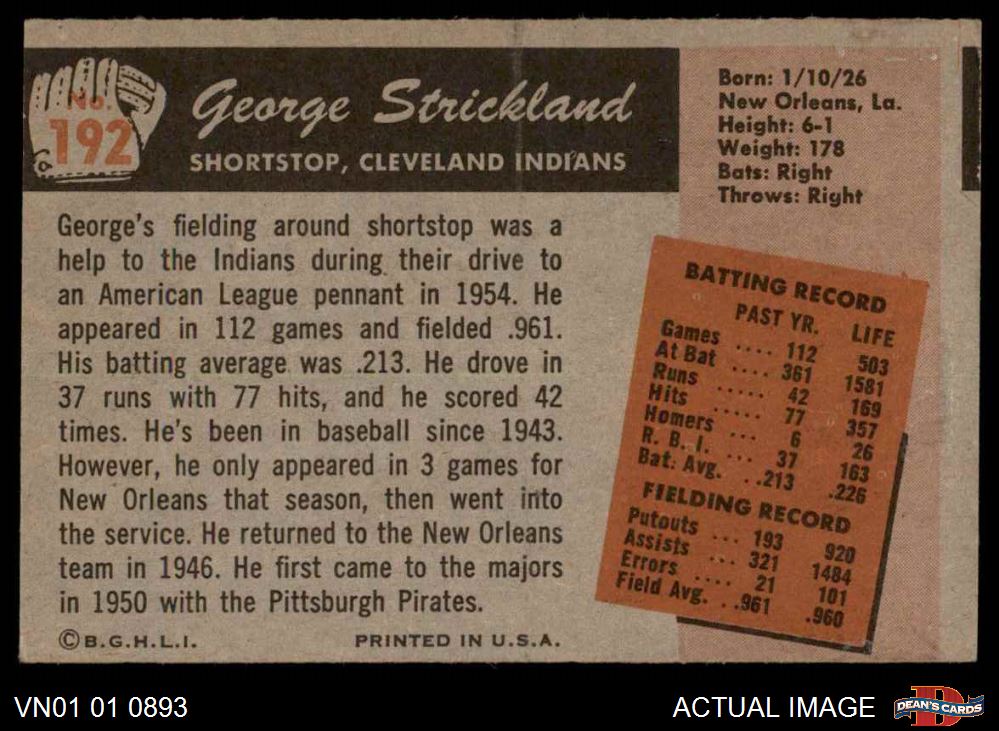 No.
192
George Strickland
SHORTSTOP, CLEVELAND INDIANS
Born: 1/10/26
New Orleans, La.
Height: 6-1
Weight: 178
Bats: Right
Throws: Right
George's fielding around shortstop was a
help to the Indians during their drive to
an American League pennant in 1954. He
appeared in 112 games and fielded .961.
His batting average was .213. He drove in
37 runs with 77 hits, and he scored 42
times. He's been in baseball since 1943.
However, he only appeared in 3 games for
New Orleans that season, then went into
the service. He returned to the New Orleans
team in 1946. He first came to the majors
in 1950 with the Pittsburgh Pirates.
©B.G.H.L.I. PRINTED IN U.S.A.
BATTING RECORD
PAST YR. LIFE
Games .... 112 503
At Bat .... 361 1581
Runs 42 169
Hits ..... 77 357
Homers ... 6 26
R. B. I. ... 37 163
Bat. Avg. .. .213 .226
FIELDING RECORD
Putouts ... 193 920
Assists ... 321 1484
Errors .... 21 101
Field Avg. . .961 .960
VN01 01 0893
ACTUAL IMAGE
D
DEAN'S CARDS